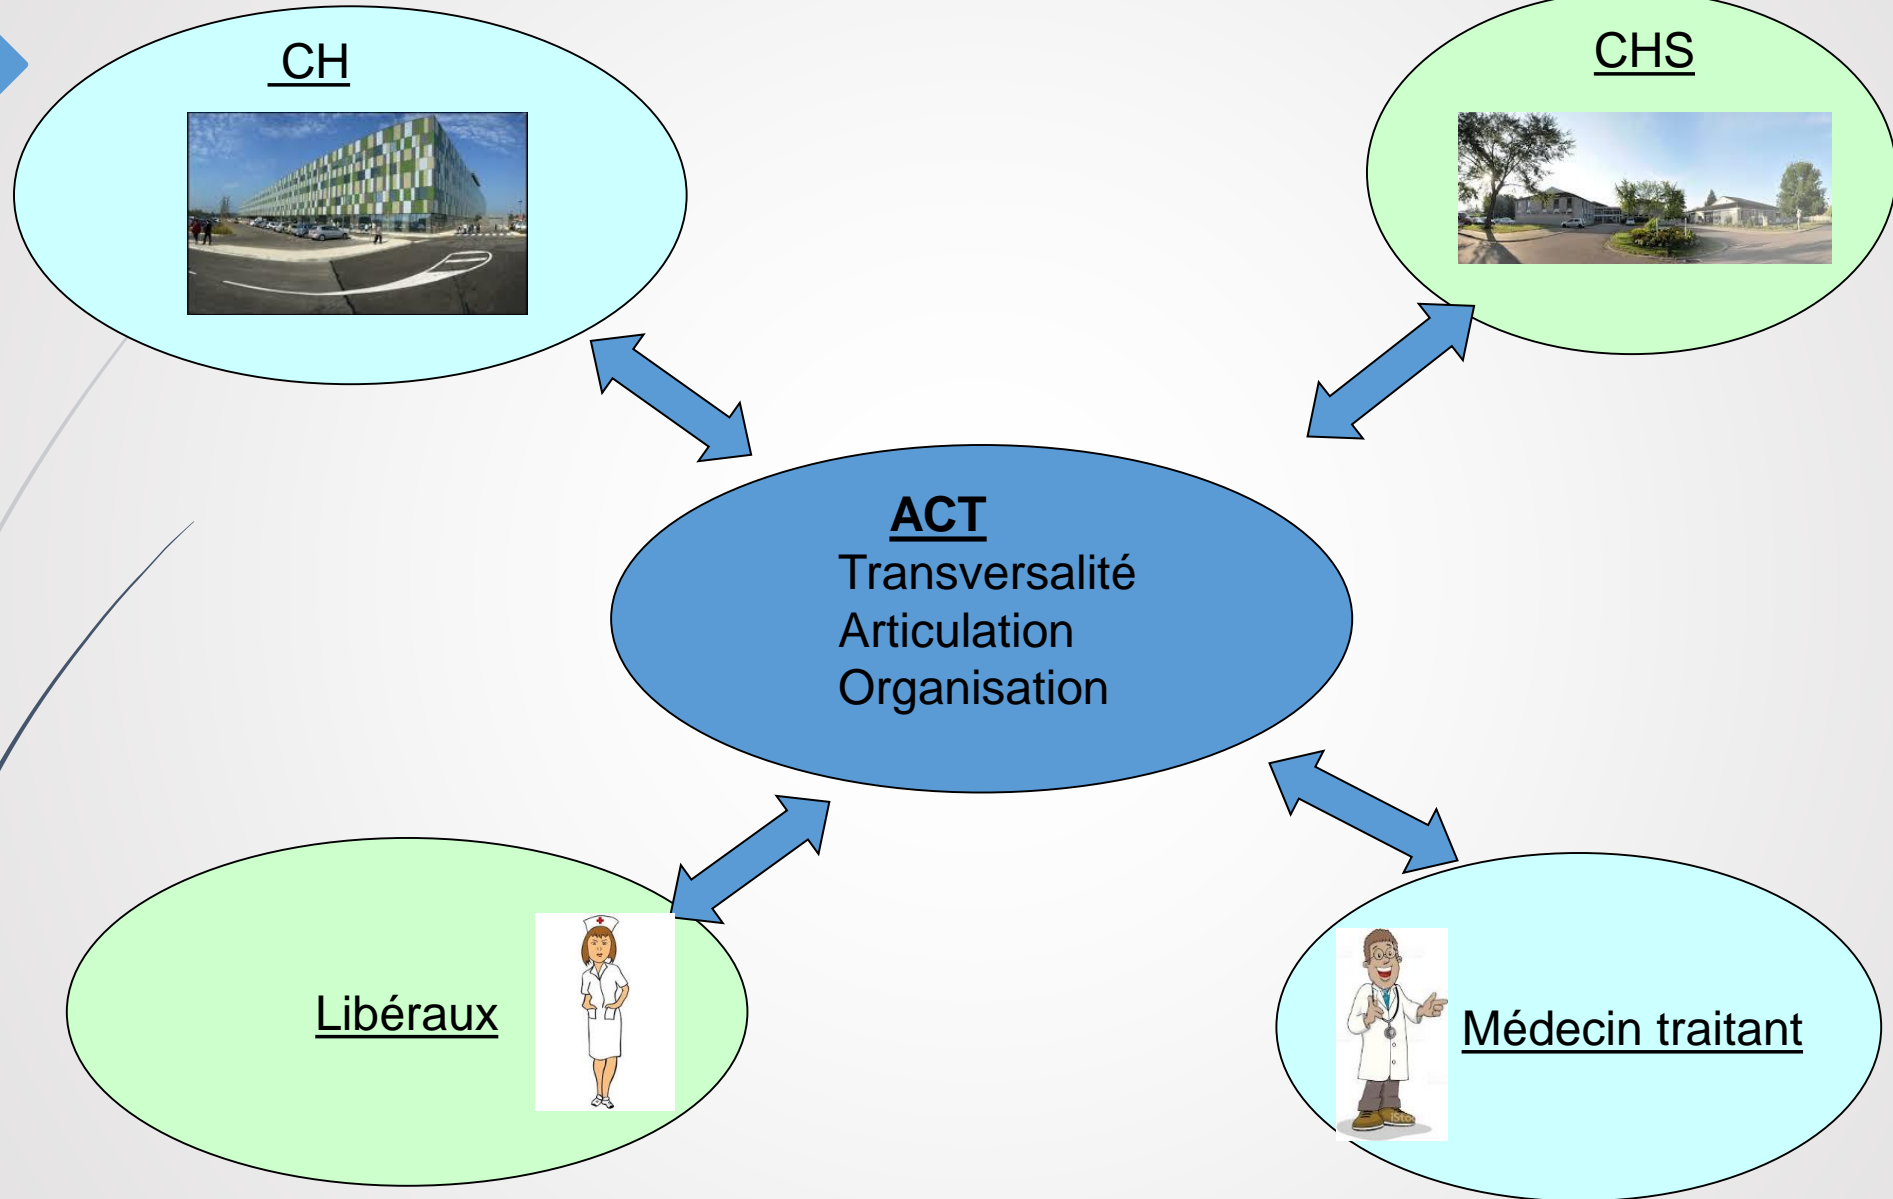 CH
CHS
ACT
Transversalité
Articulation
Organisation
Libéraux
Médecin traitant